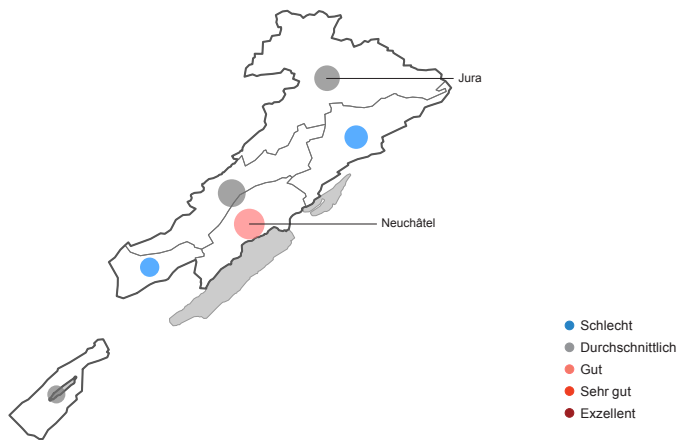 Jura
Neuchâtel
Schlecht
Durchschnittlich
Gut
Sehr gut
Exzellent